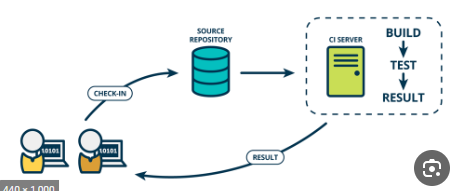 SOURCE
REPOSITORY
CI SERVER
BUILD
TEST
RESULT
CHECK-IN
10101
10101
RESULT
440 x 1,000